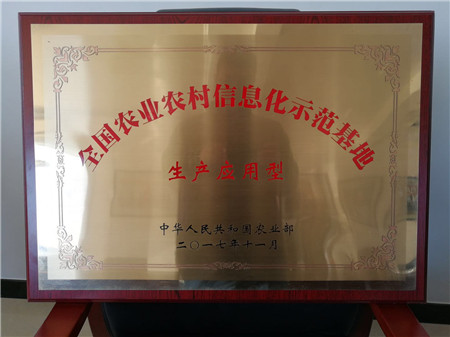 全国农业农村信息化示范基地
生产应用型
中华人民共和国农业部
二〇一七年十一月